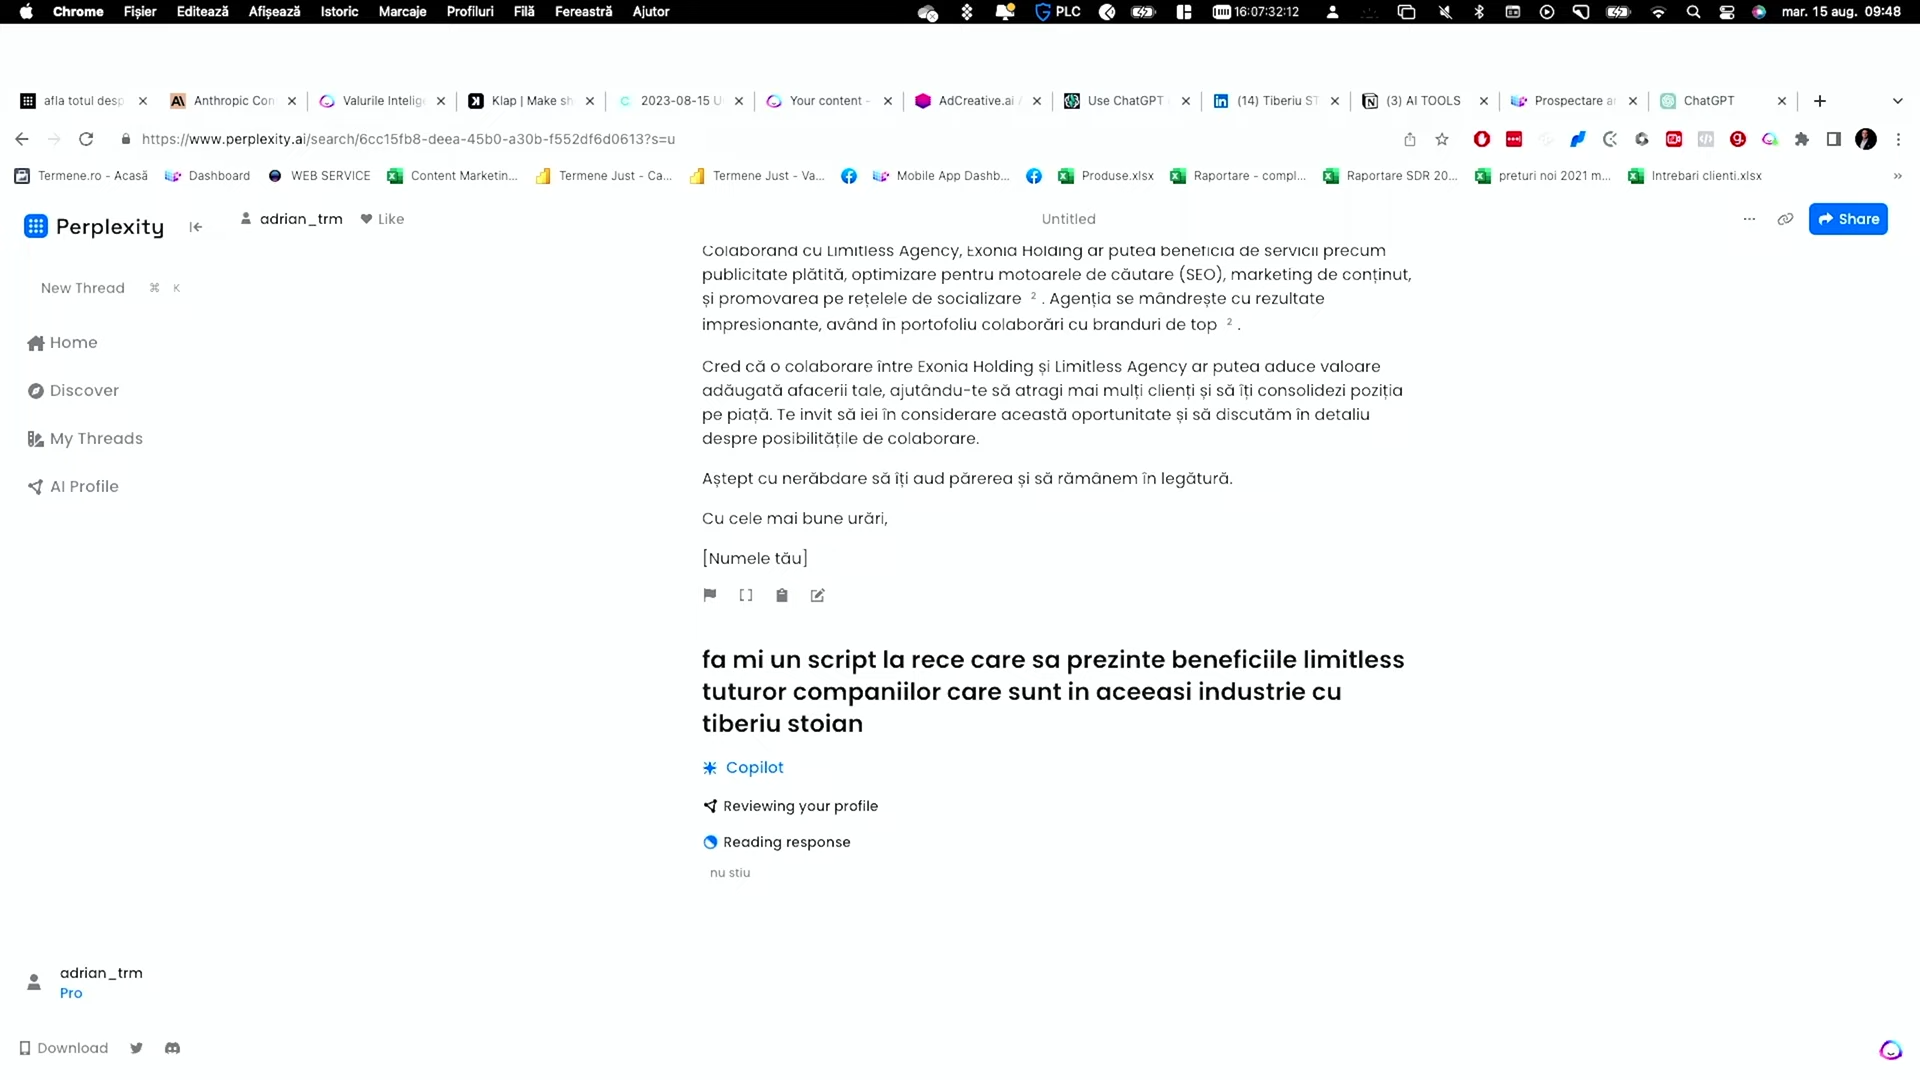 Chrome Fișier Editează Afișează Istoric Marcaje Profiluri Filă Fereastră Ajutor PLC 16:07:32:12 mar. 15 aug. 09:48
afla totul desp Anthropic Con Valurile Intelig Klap | Make sh 2023-08-15 U Your content - AdCreative.ai Use ChatGPT (14) Tiberiu ST (3) AI TOOLS Prospectare a ChatGPT
https://www.perplexity.ai/search/6cc15fb8-deea-45b0-a30b-f552df6d0613?s=u
Termene.ro - Acasă Dashboard WEB SERVICE Content Marketin... Termene Just - Ca... Termene Just - Va... Mobile App Dashb... Produse.xlsx Raportare - compl... Raportare SDR 20... preturi noi 2021 m... Intrebari clienti.xlsx
Perplexity adrian_trm Like Untitled Share
New Thread ⌘ K
Home
Discover
My Threads
AI Profile
Colaborând cu Limitless Agency, Exonia Holding ar putea beneficia de servicii precum
publicitate plătită, optimizare pentru motoarele de căutare (SEO), marketing de conținut,
și promovarea pe rețelele de socializare 2 . Agenția se mândrește cu rezultate
impresionante, având în portofoliu colaborări cu branduri de top 2 .
Cred că o colaborare între Exonia Holding și Limitless Agency ar putea aduce valoare
adăugată afacerii tale, ajutându-te să atragi mai mulți clienți și să îți consolidezi poziția
pe piață. Te invit să iei în considerare această oportunitate și să discutăm în detaliu
despre posibilitățile de colaborare.
Aștept cu nerăbdare să îți aud părerea și să rămânem în legătură.
Cu cele mai bune urări,
[Numele tău]
fa mi un script la rece care sa prezinte beneficiile limitless
tuturor companiilor care sunt in aceeasi industrie cu
tiberiu stoian
Copilot
Reviewing your profile
Reading response
nu stiu
adrian_trm
Pro
Download